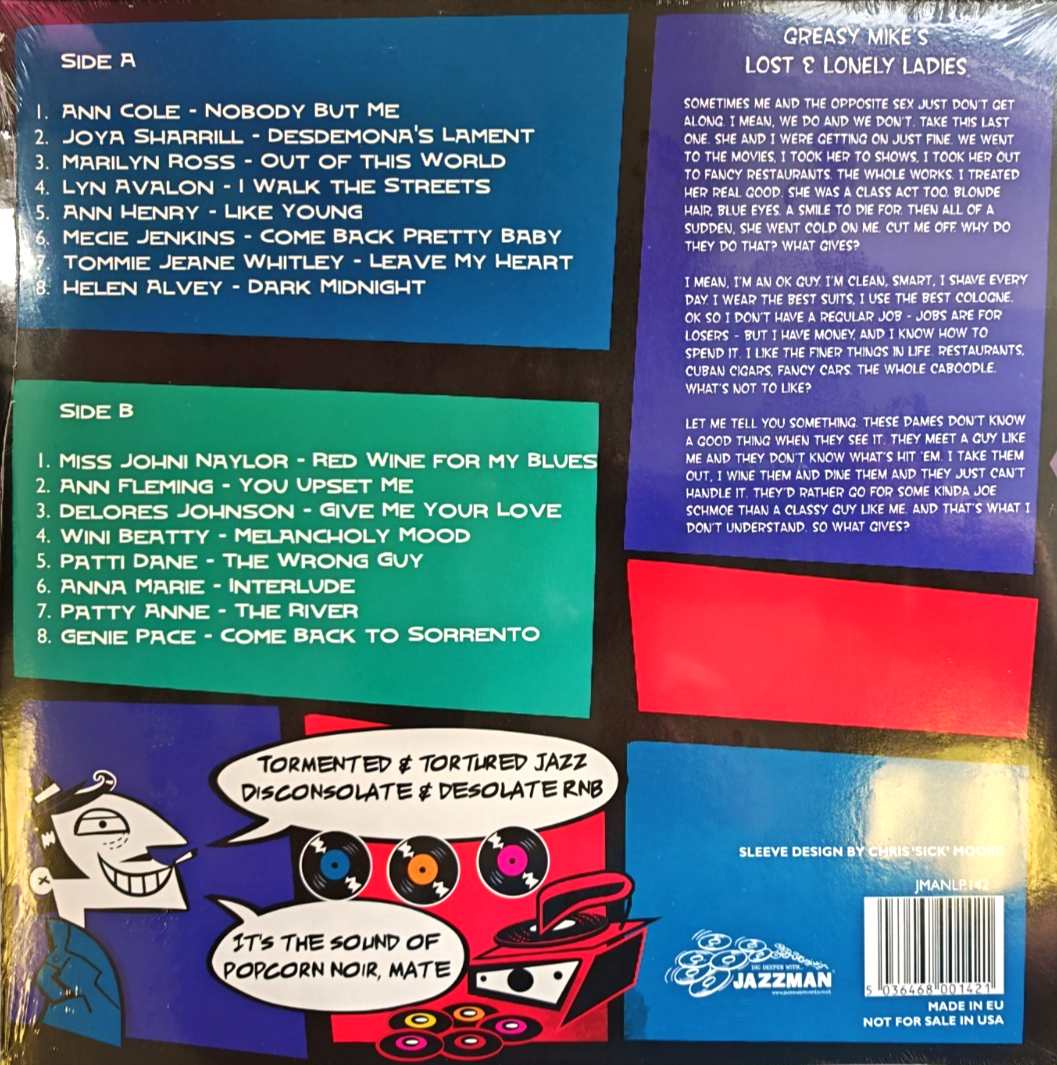 SIDE A
1. ANN COLE - NOBODY BUT ME
2. JOYA SHARRILL - DESDEMONA'S LAMENT
3. MARILYN ROSS - OUT OF THIS WORLD
4. LYN AVALON - I WALK THE STREETS
5. ANN HENRY - LIKE YOUNG
6. MECIE JENKINS - COME BACK PRETTY BABY
7. TOMMIE JEANE WHITLEY - LEAVE MY HEART
8. HELEN ALVEY - DARK MIDNIGHT
SIDE B
1. MISS JOHNI NAYLOR - RED WINE FOR MY BLUES
2. ANN FLEMING - YOU UPSET ME
3. DELORES JOHNSON - GIVE ME YOUR LOVE
4. WINI BEATTY - MELANCHOLY MOOD
5. PATTI DANE - THE WRONG GUY
6. ANNA MARIE - INTERLUDE
7. PATTY ANNE - THE RIVER
8. GENIE PACE - COME BACK TO SORRENTO
GREASY MIKE'S
LOST & LONELY LADIES
SOMETIMES ME AND THE OPPOSITE SEX JUST DON'T GET
ALONG. I MEAN, WE DO AND WE DON'T. TAKE THIS LAST
ONE. SHE AND I WERE GETTING ON JUST FINE. WE WENT
TO THE MOVIES, I TOOK HER TO SHOWS, I TOOK HER OUT
TO FANCY RESTAURANTS. THE WHOLE WORKS. I TREATED
HER REAL GOOD. SHE WAS A CLASS ACT TOO. BLONDE
HAIR, BLUE EYES. A SMILE TO DIE FOR. THEN ALL OF A
SUDDEN, SHE WENT COLD ON ME. CUT ME OFF. WHY DO
THEY DO THAT? WHAT GIVES?
I MEAN, I'M AN OK GUY. I'M CLEAN, SMART, I SHAVE EVERY
DAY. I WEAR THE BEST SUITS, I USE THE BEST COLOGNE.
OK SO I DON'T HAVE A REGULAR JOB - JOBS ARE FOR
LOSERS - BUT I HAVE MONEY, AND I KNOW HOW TO
SPEND IT. I LIKE THE FINER THINGS IN LIFE. RESTAURANTS,
CUBAN CIGARS, FANCY CARS. THE WHOLE CABOODLE.
WHAT'S NOT TO LIKE?
LET ME TELL YOU SOMETHING. THESE DAMES DON'T KNOW
A GOOD THING WHEN THEY SEE IT. THEY MEET A GUY LIKE
ME AND THEY DON'T KNOW WHAT'S HIT 'EM. I TAKE THEM
OUT, I WINE THEM AND DINE THEM AND THEY JUST CAN'T
HANDLE IT. THEY'D RATHER GO FOR SOME KINDA JOE
SCHMOE THAN A CLASSY GUY LIKE ME. AND THAT'S WHAT I
DON'T UNDERSTAND. SO WHAT GIVES?
TORMENTED & TORTURED JAZZ
DISCONSOLATE & DESOLATE RNB
IT'S THE SOUND OF
POPCORN NOIR, MATE
SLEEVE DESIGN BY CHRIS 'SICK' MOORE
JMANLP.142
DIG DEEPER WITH...
JAZZMAN
5 036468 001421
MADE IN EU
NOT FOR SALE IN USA